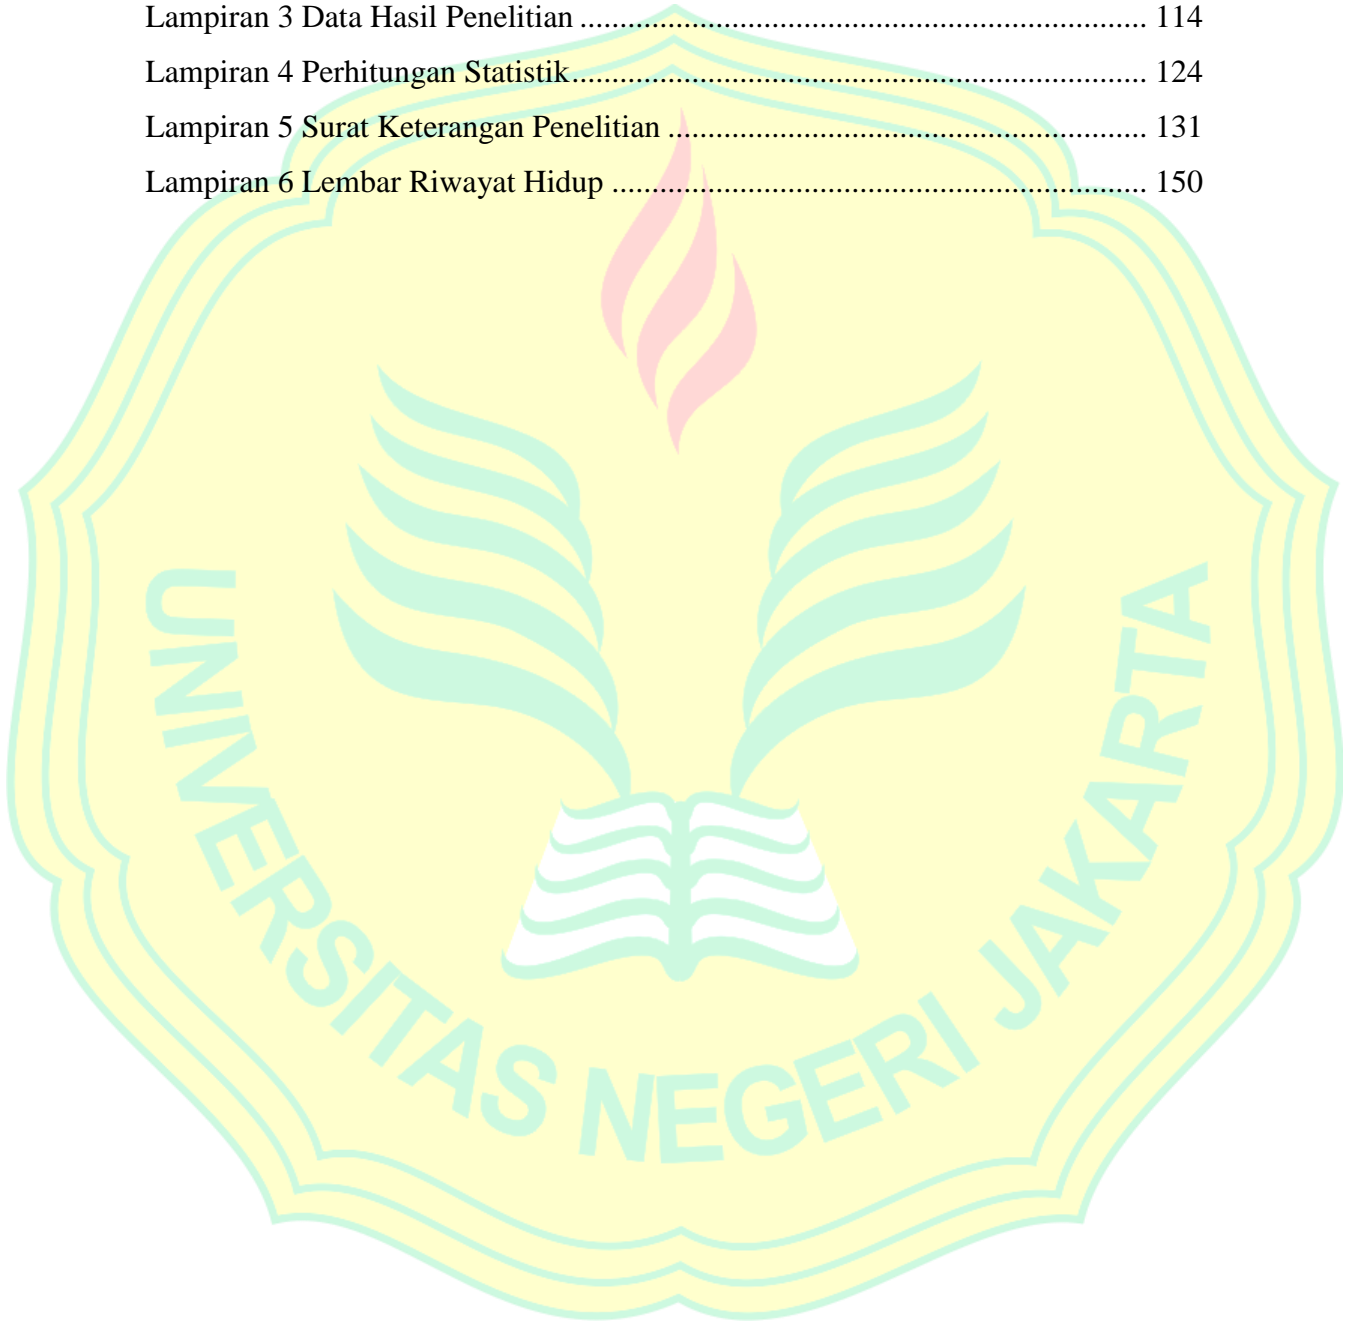 Lampiran 3 Data Hasil Penelitian ...................................................................... 114
Lampiran 4 Perhitungan Statistik....................................................................... 124
Lampiran 5 Surat Keterangan Penelitian ........................................................... 131
Lampiran 6 Lembar Riwayat Hidup .................................................................. 150
UNIVERSITAS NEGERI JAKARTA